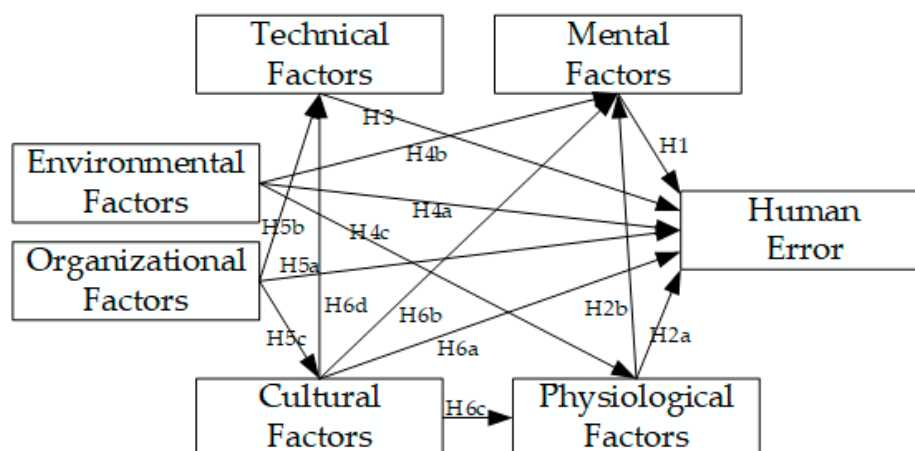 Technical
Factors
Mental
Factors
H3
H4b
H1
Environmental
Factors
H4a
Human
Error
H5b
H4c
Organizational
Factors
H5a
H6d
H6b
H2b
H5c
H6a
H2a
Cultural
Factors
H6c
Physiological
Factors